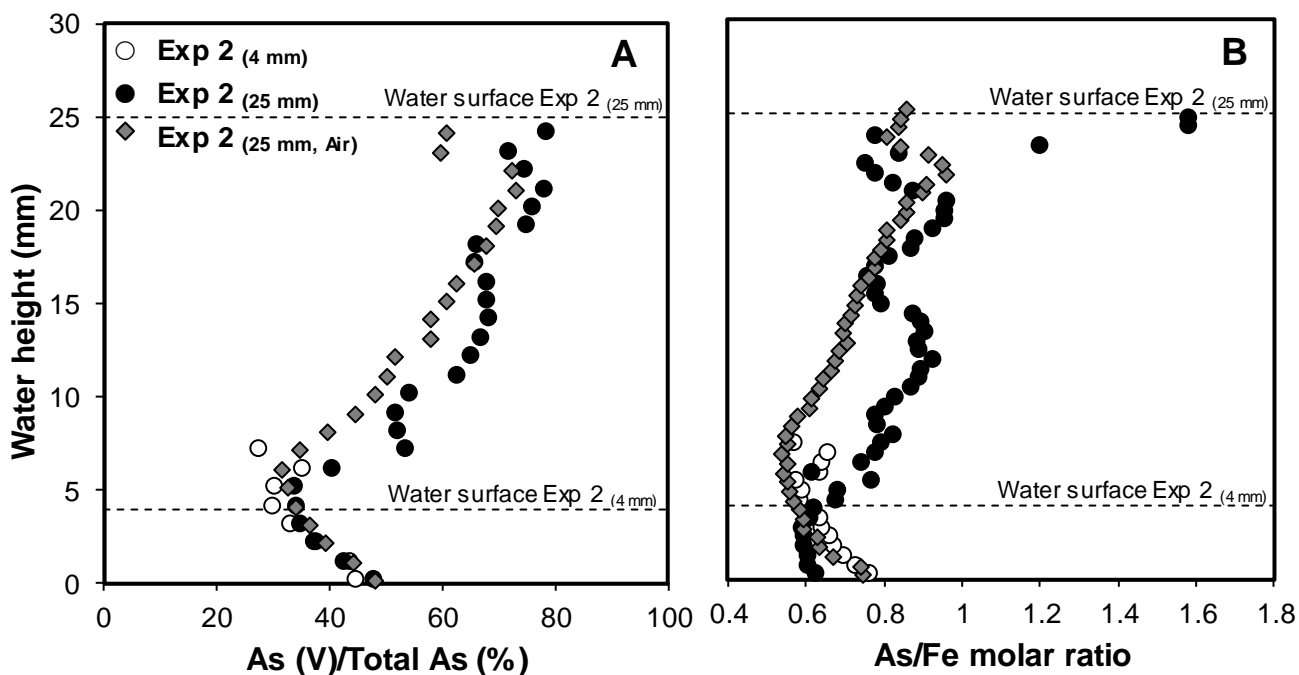 A
B
Exp 2 (4 mm)
Exp 2 (25 mm)
Exp 2 (25 mm, Air)
Water surface Exp 2 (25 mm)
Water surface Exp 2 (4 mm)
Water surface Exp 2 (25 mm)
Water surface Exp 2 (4 mm)
Water height (mm)
30
25
20
15
10
5
0
0 20 40 60 80 100
As (V)/Total As (%)
0.4 0.6 0.8 1 1.2 1.4 1.6 1.8
As/Fe molar ratio